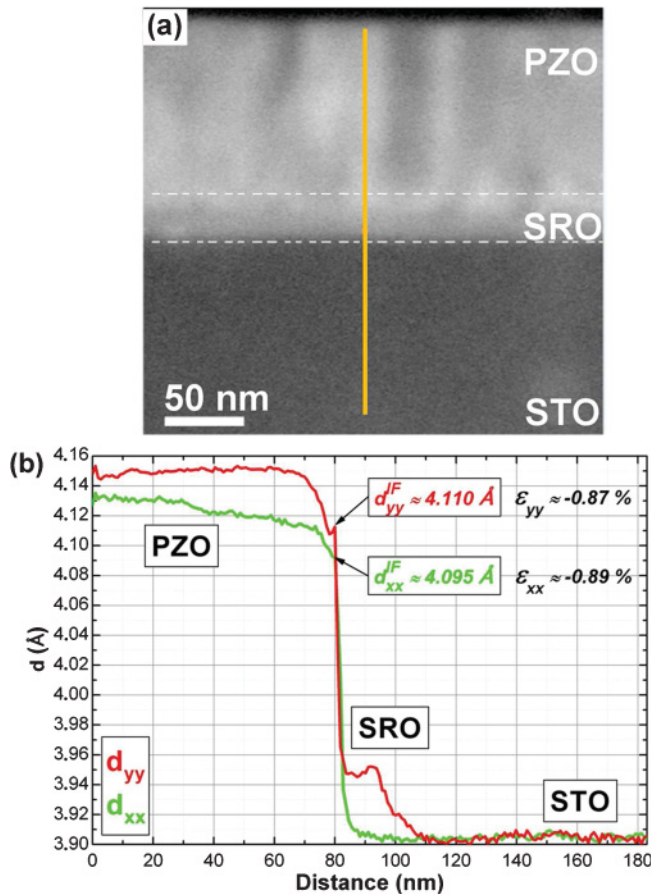 (a)
PZO
SRO
50 nm
STO
(b)
4.16
4.14
4.12
4.10
4.08
4.06
4.04
4.02
4.00
3.98
3.96
3.94
3.92
3.90
d (Å)
d_yy^IF ≈ 4.110 Å ε_yy ≈ -0.87 %
PZO
d_xx^IF ≈ 4.095 Å ε_xx ≈ -0.89 %
SRO
d_yy
d_xx
STO
0 20 40 60 80 100 120 140 160 180
Distance (nm)